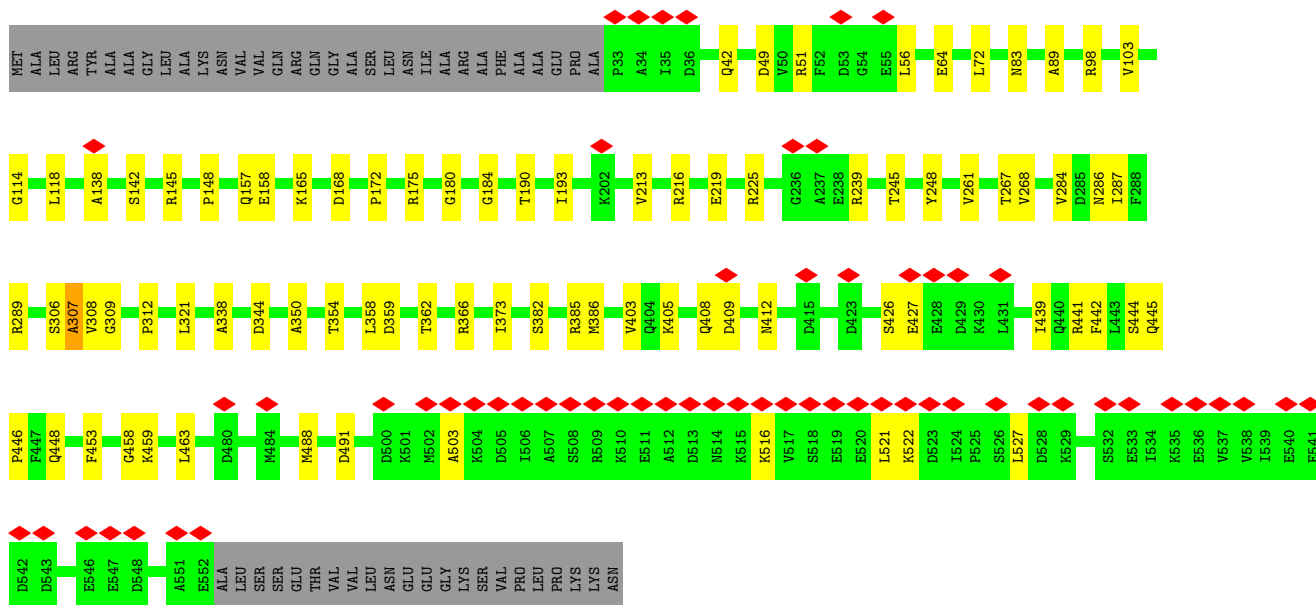 MET ALA LEU ARG TYR ALA ALA GLY LEU ALA LYS ASN VAL VAL GLN ARG GLN GLY ALA SER LEU ASN ILE ALA ARG ALA PHE ALA ALA GLU PRO ALA P33 A34 I35 D36 Q42 D49 V50 R51 F52 D53 G54 E55 L56 E64 L72 N83 A89 R98 V103
G114 L118 A138 S142 R145 P148 Q157 E158 K165 D168 P172 R175 G180 G184 T190 I193 K202 V213 R216 E219 R225 G236 A237 E238 R239 T245 Y248 V261 T267 V268 V284 D285 N286 I287 F288
R289 S306 A307 V308 G309 P312 L321 A338 D344 A350 T354 L358 D359 T362 R366 I373 S382 R385 M386 V403 Q404 K405 Q408 D409 N412 D415 D423 S426 E427 E428 D429 K430 L431 I439 Q440 R441 F442 L443 S444 Q445
P446 F447 Q448 F453 G458 K459 L463 D480 M484 M488 D491 D500 K501 M502 A503 K504 D505 I506 A507 S508 R509 K510 E511 A512 D513 N514 K515 K516 V517 S518 E519 E520 L521 K522 D523 I524 P525 S526 L527 D528 K529 S532 E533 I534 K535 E536 V537 V538 I539 E540 E541
D542 D543 E546 E547 D548 A551 E552 ALA LEU SER SER GLU THR VAL VAL LEU ASN GLU GLU GLY LYS SER VAL PRO LEU PRO LYS LYS ASN